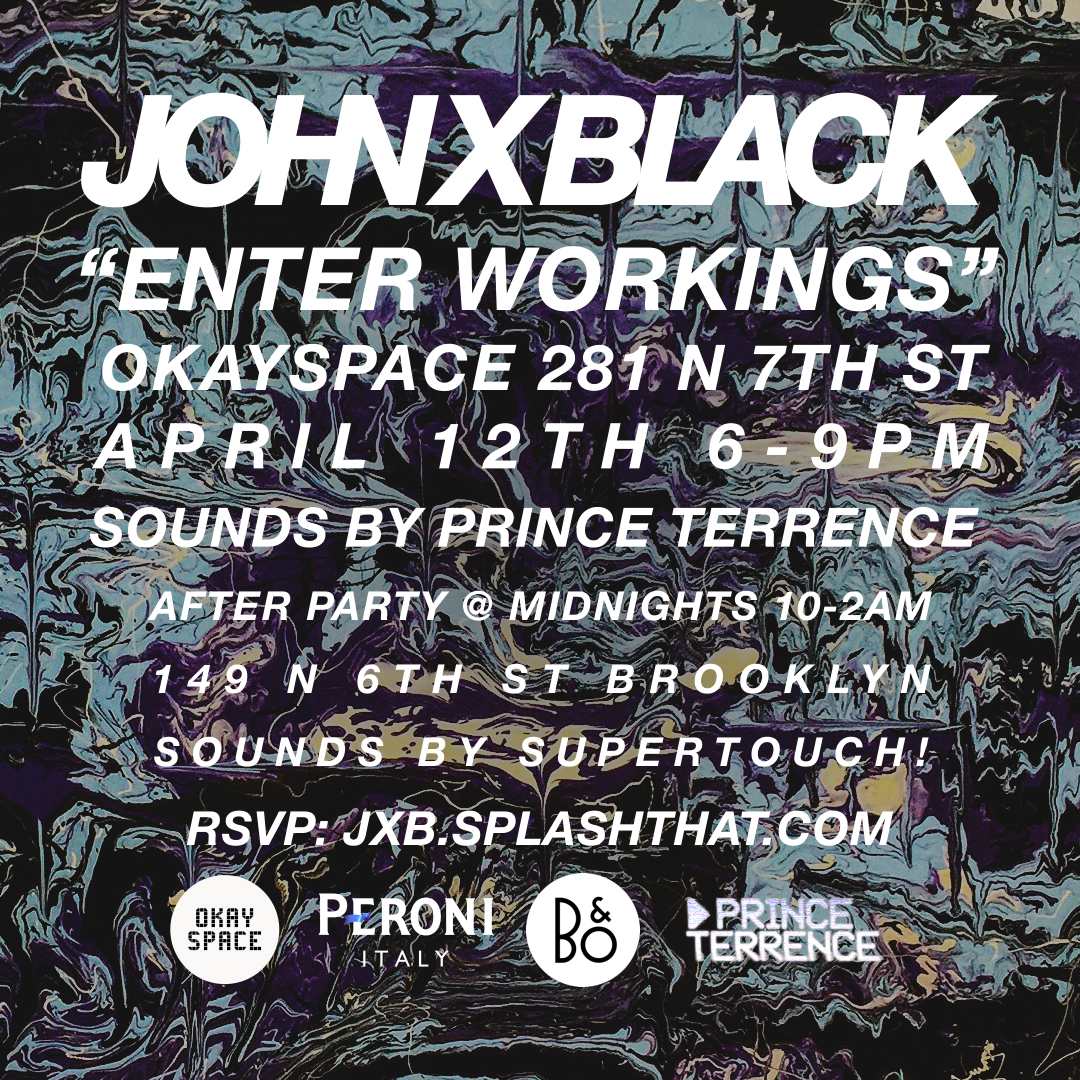 JOHN X BLACK
“ENTER WORKINGS”
OKAYSPACE 281 N 7TH ST
APRIL 12TH 6-9PM
SOUNDS BY PRINCE TERRENCE
AFTER PARTY @ MIDNIGHTS 10-2AM
149 N 6TH ST BROOKLYN
SOUNDS BY SUPERTOUCH!
RSVP: JXB.SPLASHTHAT.COM
OKAY
SPACE
PERONI
ITALY
B&
BO
PRINCE
TERRENCE